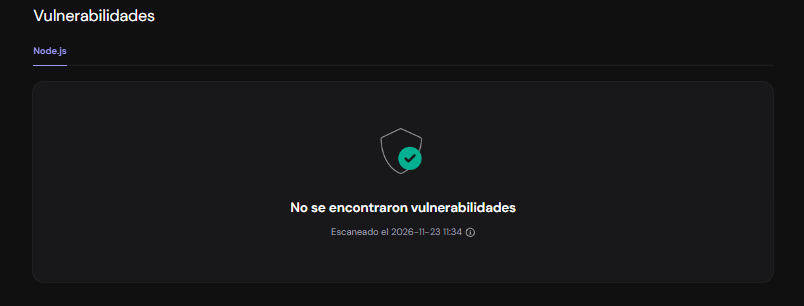 Vulnerabilidades
Node.js
No se encontraron vulnerabilidades
Escaneado el 2026-11-23 11:34